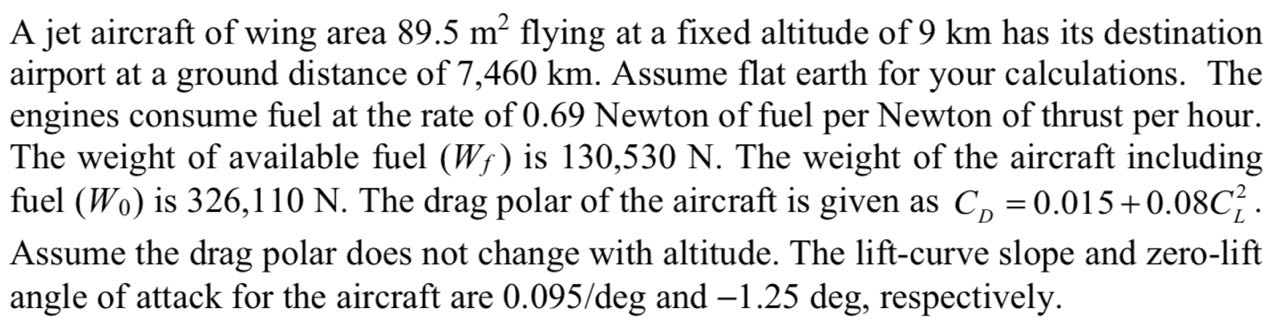 A jet aircraft of wing area 89.5 m² flying at a fixed altitude of 9 km has its destination
airport at a ground distance of 7,460 km. Assume flat earth for your calculations. The
engines consume fuel at the rate of 0.69 Newton of fuel per Newton of thrust per hour.
The weight of available fuel (W_f) is 130,530 N. The weight of the aircraft including
fuel (W_0) is 326,110 N. The drag polar of the aircraft is given as C_D = 0.015 + 0.08C_L^2.
Assume the drag polar does not change with altitude. The lift-curve slope and zero-lift
angle of attack for the aircraft are 0.095/deg and −1.25 deg, respectively.